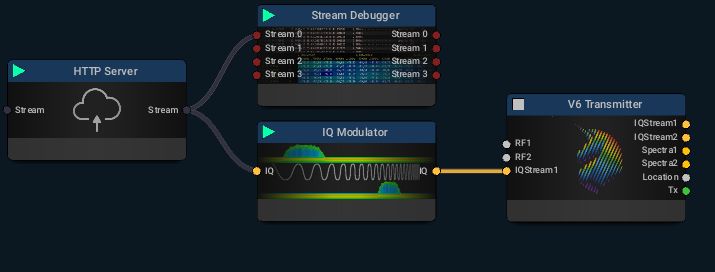 HTTP Server
Stream Stream
Stream Debugger
Stream 0 Stream 0
Stream 1 Stream 1
Stream 2 Stream 2
Stream 3 Stream 3
IQ Modulator
IQ IQ
V6 Transmitter
IQStream1
IQStream2
RF1 Spectra1
RF2 Spectra2
IQStream1 Location
Tx